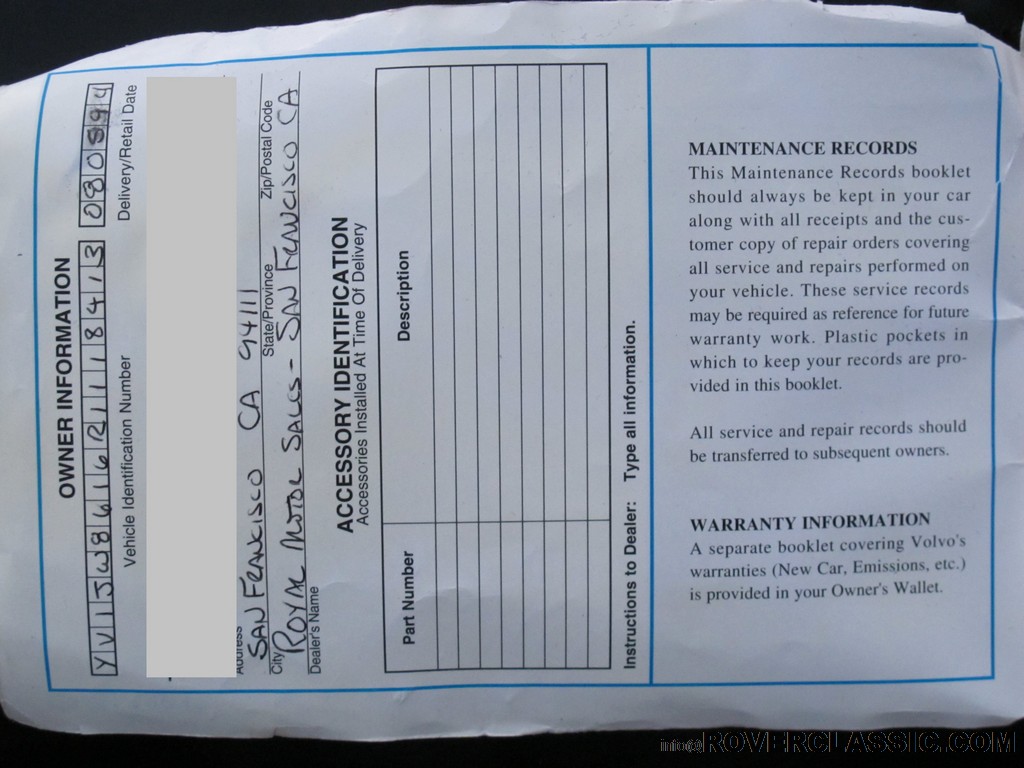 OWNER INFORMATION
YV1JW8616R1118413 080894
Vehicle Identification Number Delivery/Retail Date
Address
SAN FRANCISCO CA 94111
City State/Province Zip/Postal Code
ROYAL MOTOR SALES - SAN FRANCISCO CA
Dealer's Name
ACCESSORY IDENTIFICATION
Accessories Installed At Time Of Delivery
Part Number Description
Instructions to Dealer: Type all information.
MAINTENANCE RECORDS
This Maintenance Records booklet
should always be kept in your car
along with all receipts and the cus-
tomer copy of repair orders covering
all service and repairs performed on
your vehicle. These service records
may be required as reference for future
warranty work. Plastic pockets in
which to keep your records are pro-
vided in this booklet.
All service and repair records should
be transferred to subsequent owners.
WARRANTY INFORMATION
A separate booklet covering Volvo's
warranties (New Car, Emissions, etc.)
is provided in your Owner's Wallet.
info@ROVERCLASSIC.COM